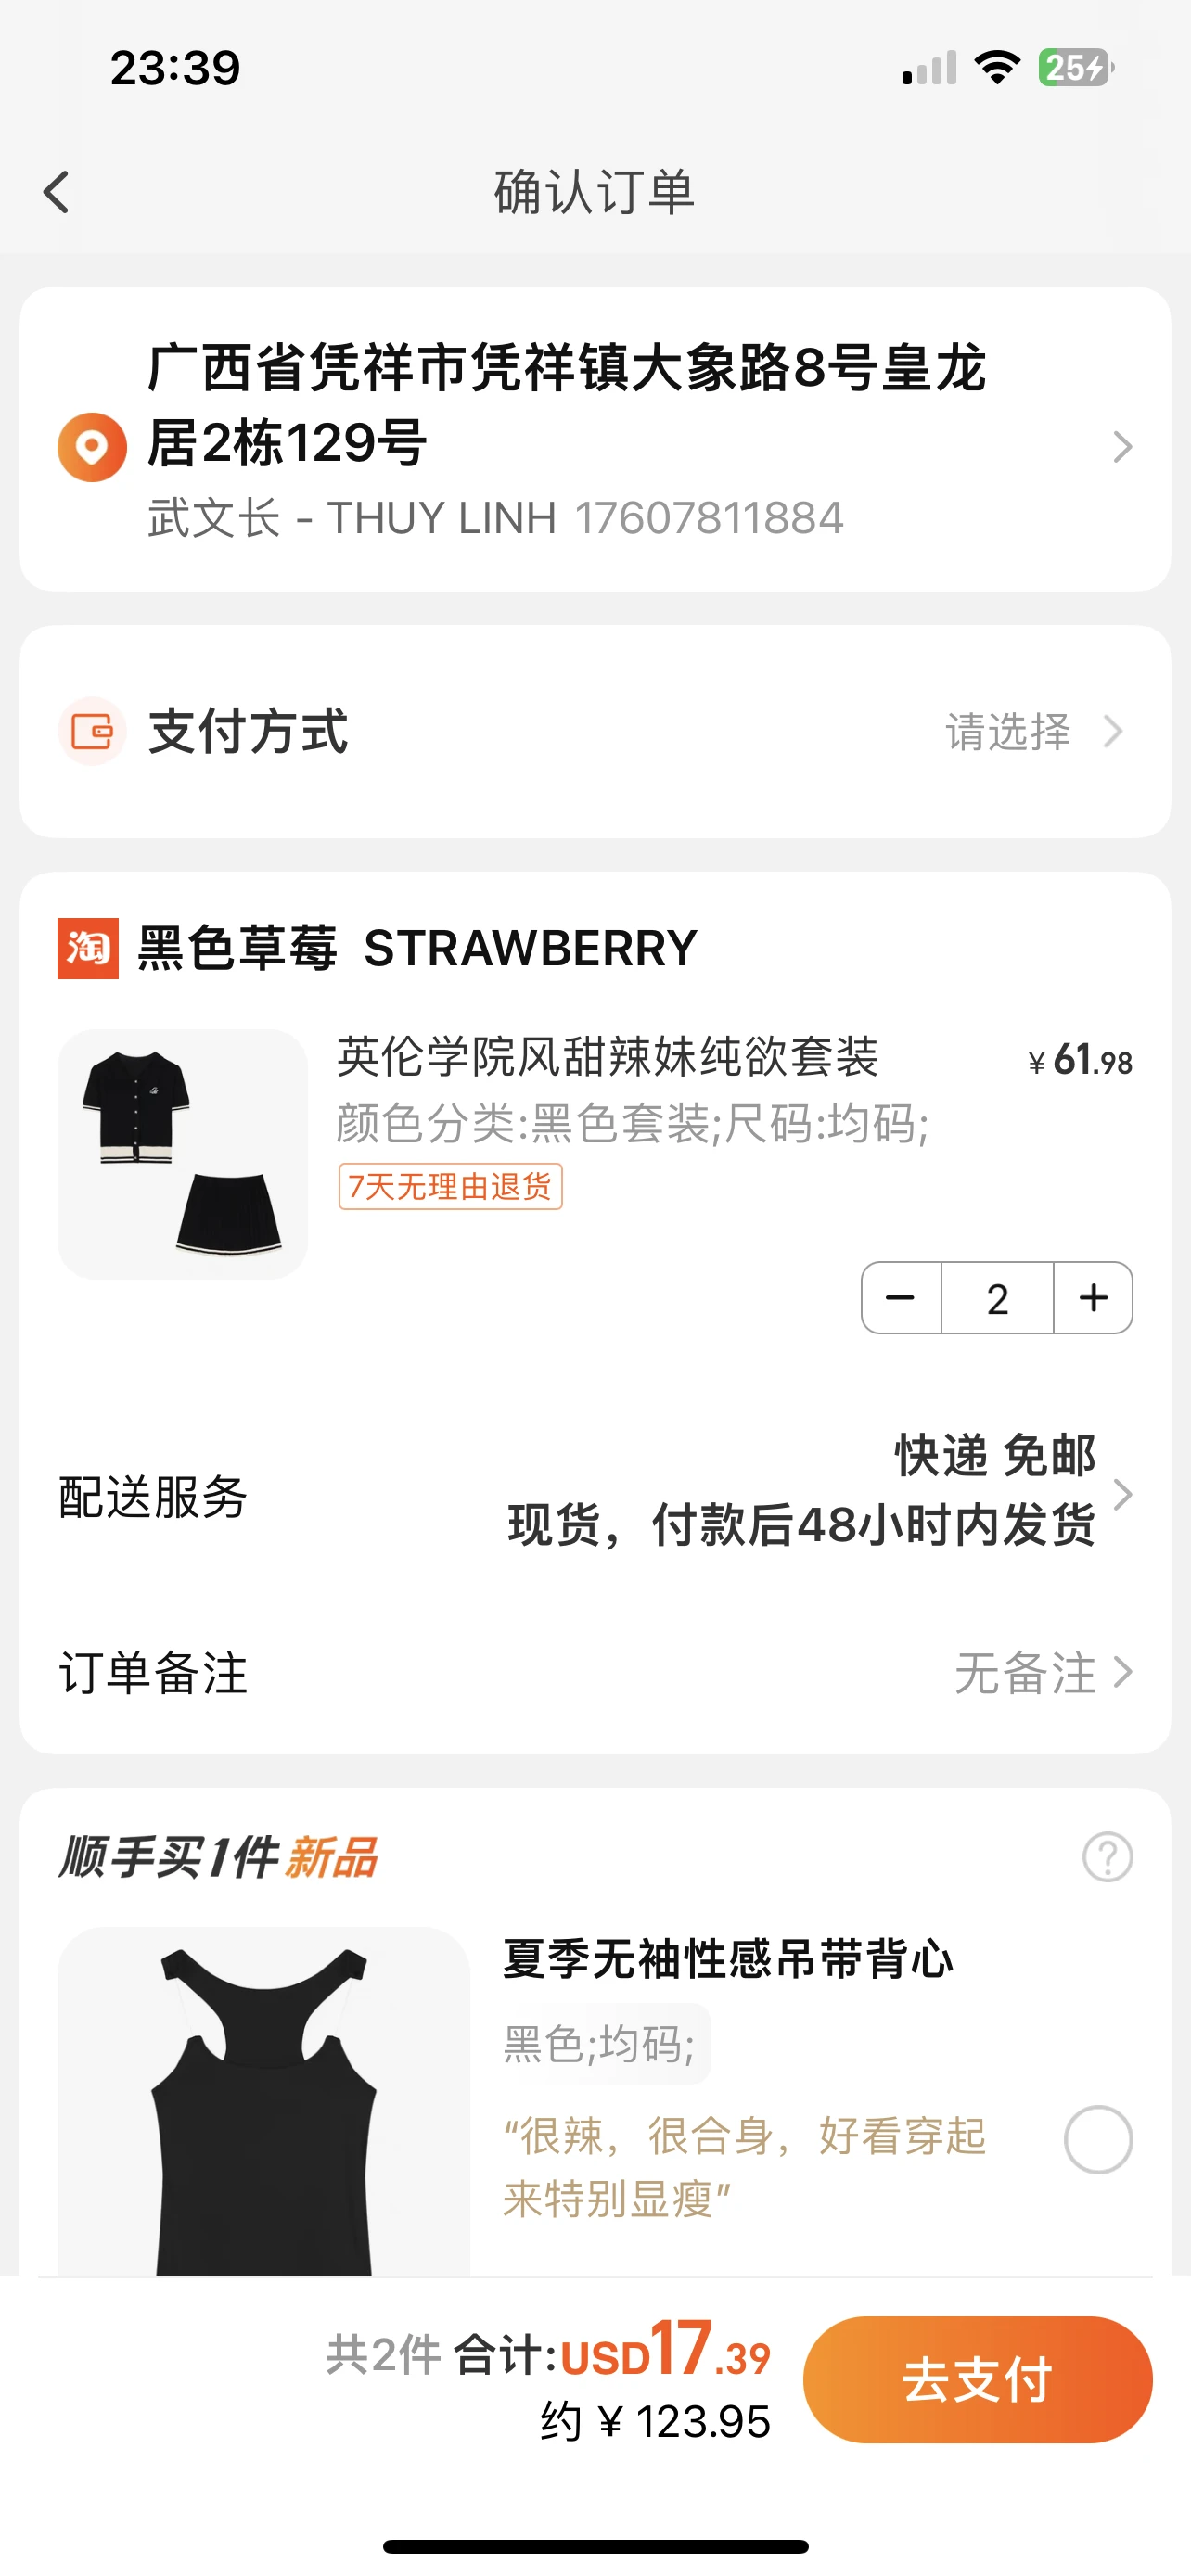 23:39
25
确认订单
广西省凭祥市凭祥镇大象路8号皇龙
居2栋129号
武文长 - THUY LINH 17607811884
支付方式 请选择
淘 黑色草莓 STRAWBERRY
英伦学院风甜辣妹纯欲套装 ¥61.98
颜色分类:黑色套装;尺码:均码;
7天无理由退货
− 2 +
快递 免邮
配送服务
现货，付款后48小时内发货
订单备注 无备注
顺手买1件新品 ?
夏季无袖性感吊带背心
黑色;均码;
“很辣，很合身，好看穿起
来特别显瘦”
共2件 合计:USD17.39
约 ¥ 123.95
去支付